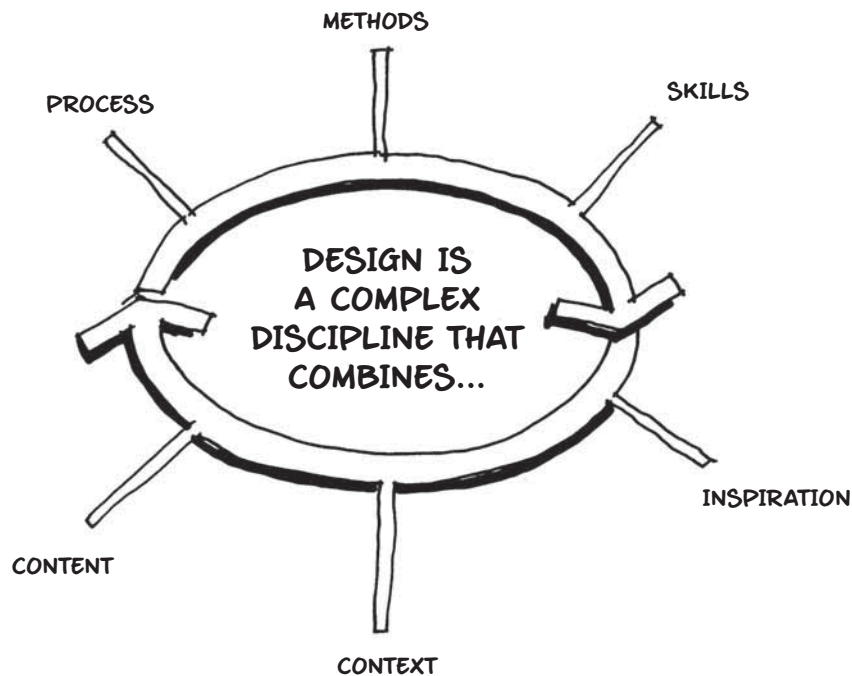 METHODS
PROCESS
SKILLS
DESIGN IS
A COMPLEX
DISCIPLINE THAT
COMBINES...
INSPIRATION
CONTENT
CONTEXT